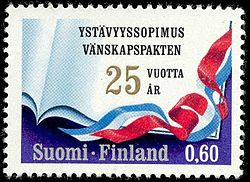 YSTÄVYYSSOPIMUS
VÄNSKAPSPAKTEN
25 VUOTTA
ÅR
Suomi·Finland 0,60